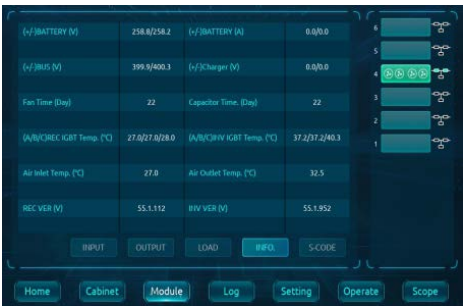 (+/-)BATTERY (V) 258.8/258.2 (+/-)BATTERY (A) 0.0/0.0
(+/-)BUS (V) 399.9/400.3 (+/-)Charger (V) 0.0/0.0
Fan Time (Day) 22 Capacitor Time. (Day) 22
(A/B/C)REC IGBT Temp. (℃) 27.0/27.0/28.0 (A/B/C)INV IGBT Temp. (℃) 37.2/37.2/40.3
Air Inlet Temp. (℃) 27.0 Air Outlet Temp. (℃) 32.5
REC VER (V) 55.1.112 INV VER (V) 55.1.952
INPUT OUTPUT LOAD INFO. S-CODE
6
5
4
3
2
1
Home Cabinet Module Log Setting Operate Scope